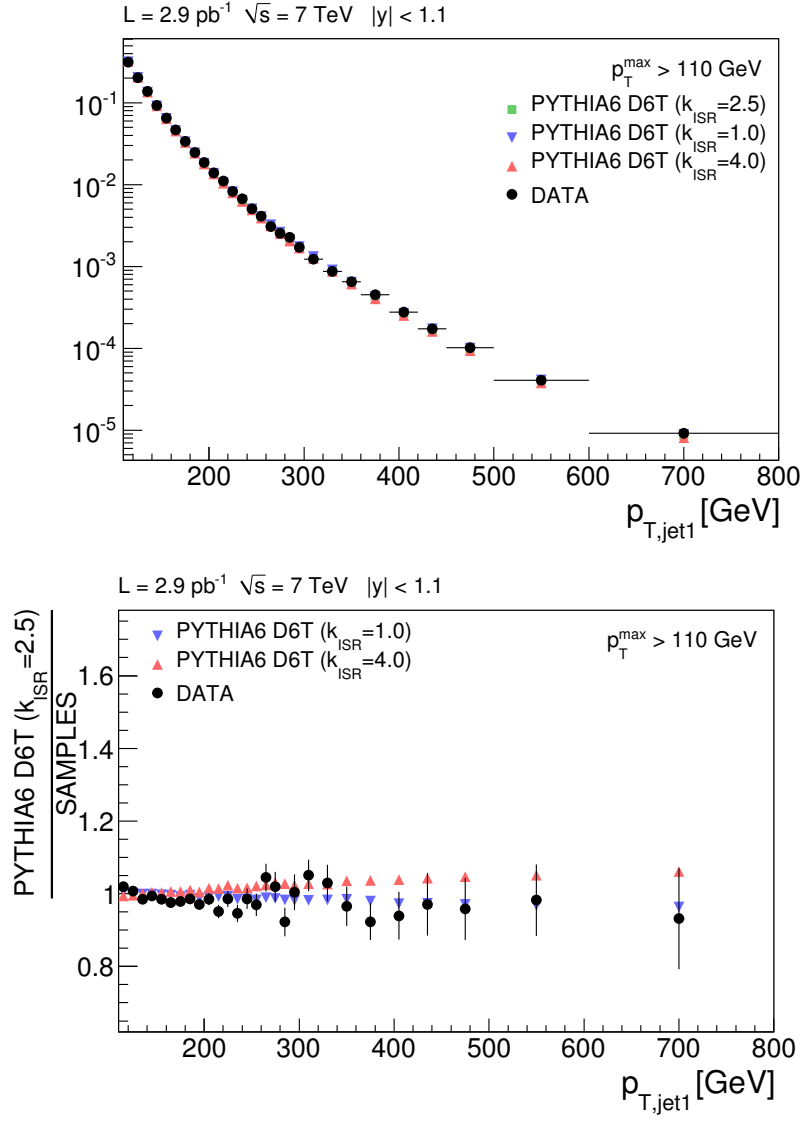 L = 2.9 pb⁻¹ √s = 7 TeV |y| < 1.1
p_T^max > 110 GeV
PYTHIA6 D6T (k_ISR=2.5)
PYTHIA6 D6T (k_ISR=1.0)
PYTHIA6 D6T (k_ISR=4.0)
DATA
10⁻¹
10⁻²
10⁻³
10⁻⁴
10⁻⁵
200 300 400 500 600 700 800
p_T,jet1 [GeV]
L = 2.9 pb⁻¹ √s = 7 TeV |y| < 1.1
PYTHIA6 D6T (k_ISR=2.5)
SAMPLES
PYTHIA6 D6T (k_ISR=1.0)
PYTHIA6 D6T (k_ISR=4.0)
DATA
p_T^max > 110 GeV
1.6
1.4
1.2
1
0.8
200 300 400 500 600 700 800
p_T,jet1 [GeV]